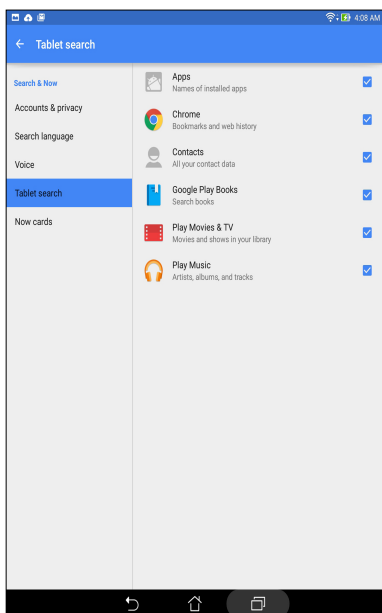 4:08 AM
Tablet search
Search & Now
Accounts & privacy
Search language
Voice
Tablet search
Now cards
Apps
Names of installed apps
Chrome
Bookmarks and web history
Contacts
All your contact data
Google Play Books
Search books
Play Movies & TV
Movies and shows in your library
Play Music
Artists, albums, and tracks